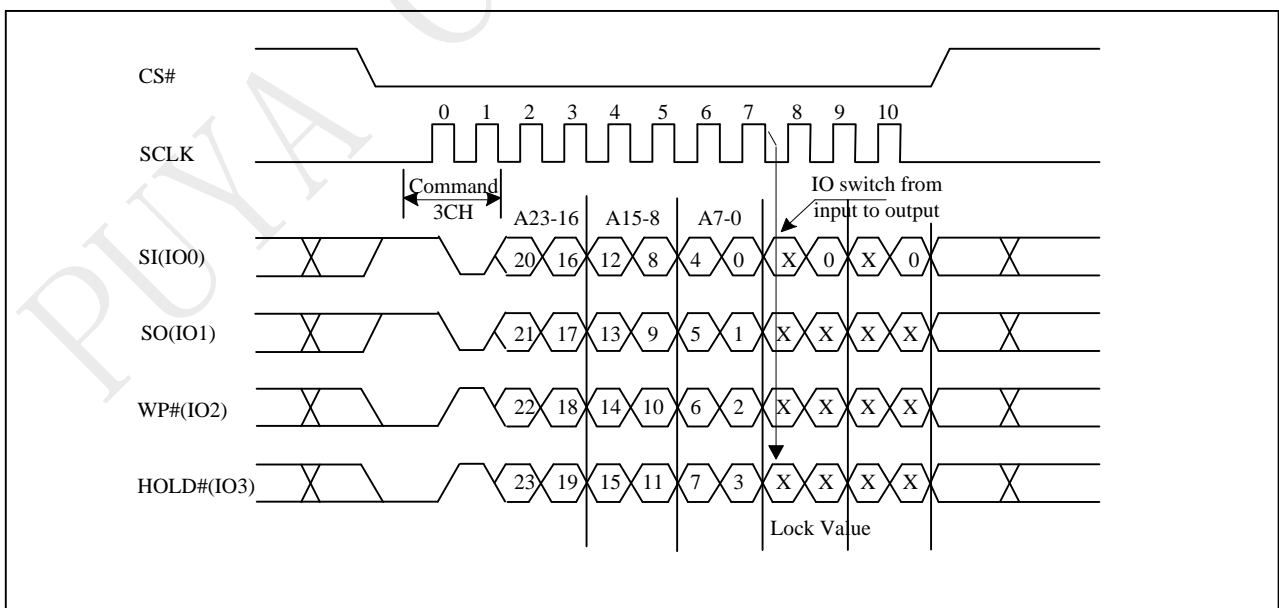 PUYA
CS#
0 1 2 3 4 5 6 7 8 9 10
SCLK
Command
3CH
IO switch from
input to output
A23-16 A15-8 A7-0
SI(IO0) 20 16 12 8 4 0 X 0 X 0
SO(IO1) 21 17 13 9 5 1 X X X X
WP#(IO2) 22 18 14 10 6 2 X X X X
HOLD#(IO3) 23 19 15 11 7 3 X X X X
Lock Value